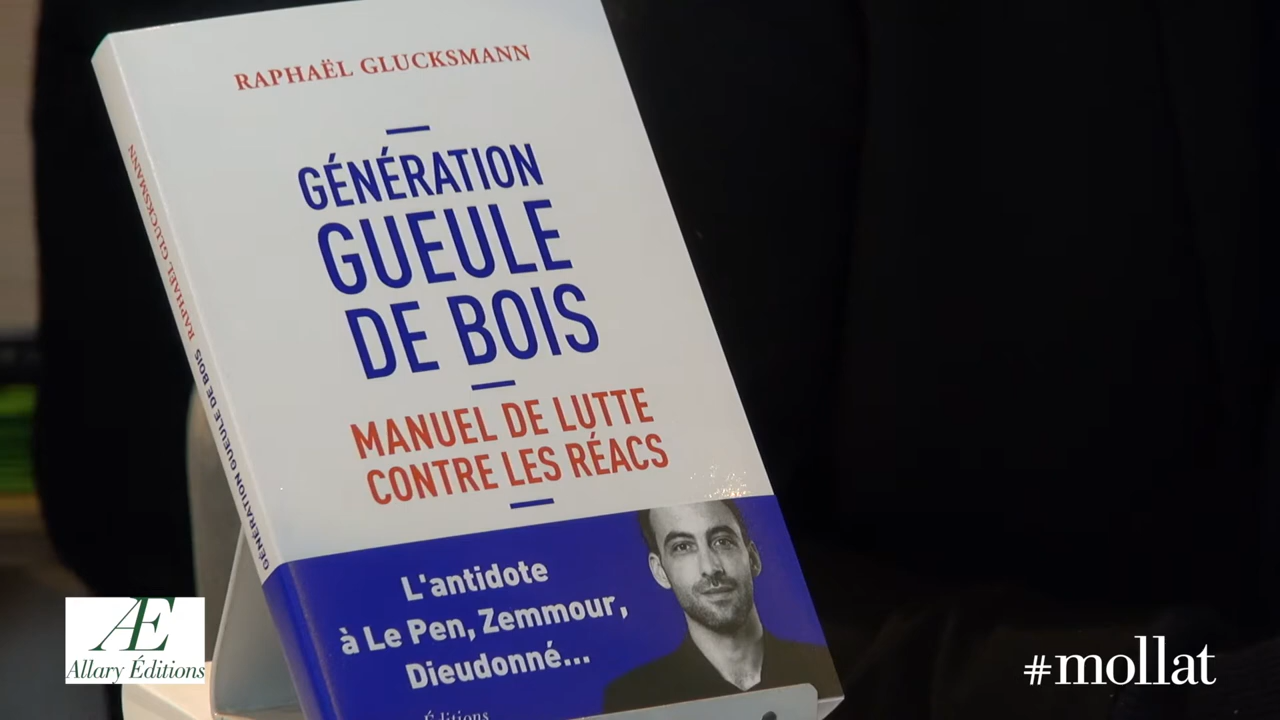 RAPHAËL GLUCKSMANN
GÉNÉRATION
GUEULE
DE BOIS
MANUEL DE LUTTE
CONTRE LES RÉACS
L'antidote
à Le Pen, Zemmour,
Dieudonné...
Éditions
RAPHAËL GLUCKSMANN GÉNÉRATION GUEULE DE BOIS
Æ
Allary Éditions
#mollat